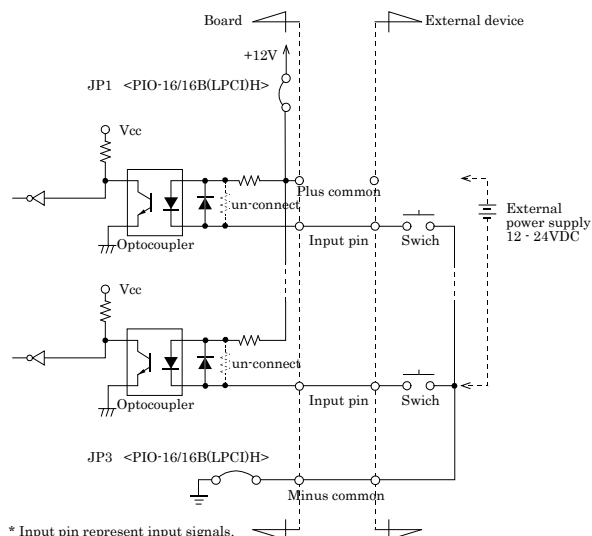 Board
External device
+12V
JP1 <PIO-16/16B(LPCI)H>
Vcc
Plus common
un-connect
External
power supply
12 - 24VDC
Input pin
Swich
Optocoupler
Vcc
un-connect
Optocoupler
Input pin
Swich
JP3 <PIO-16/16B(LPCI)H>
Minus common
* Input pin represent input signals.